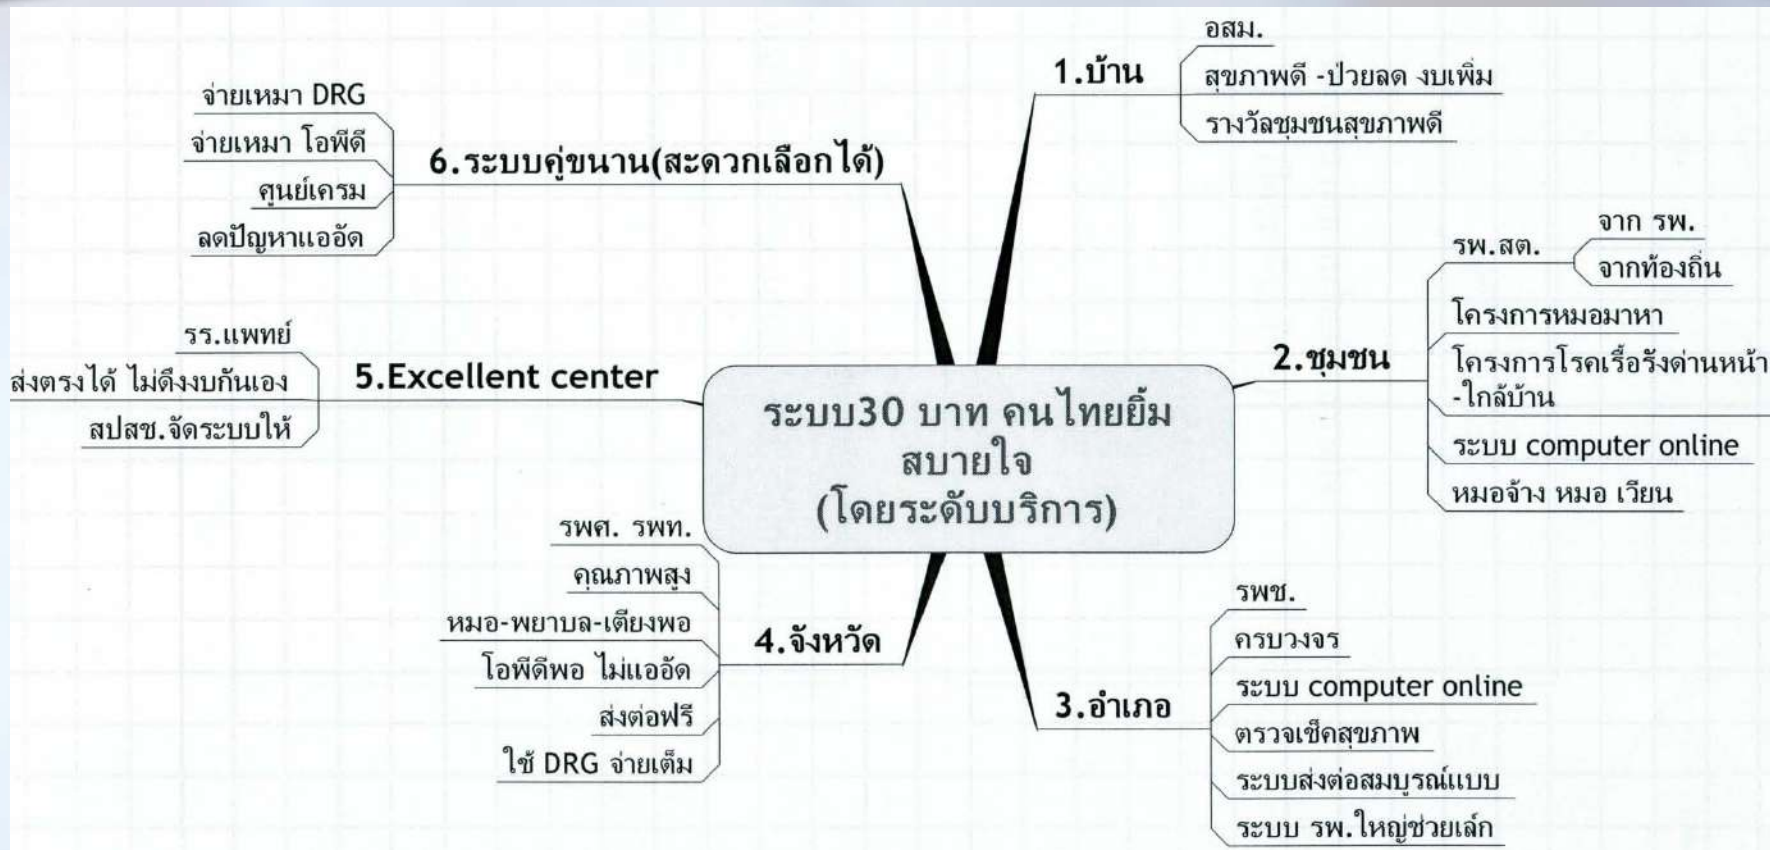 ระบบ30 บาท คนไทยยิ้ม
สบายใจ
(โดยระดับบริการ)
1.บ้าน
อสม.
สุขภาพดี -ป่วยลด งบเพิ่ม
รางวัลชุมชนสุขภาพดี
2.ชุมชน
รพ.สต.
จาก รพ.
จากท้องถิ่น
โครงการหมอมาหา
โครงการโรคเรื้อรังด่านหน้า
-ใกล้บ้าน
ระบบ computer online
หมอจ้าง หมอ เวียน
3.อำเภอ
รพช.
ครบวงจร
ระบบ computer online
ตรวจเช็คสุขภาพ
ระบบส่งต่อสมบูรณ์แบบ
ระบบ รพ.ใหญ่ช่วยเล็ก
4.จังหวัด
รพศ. รพท.
คุณภาพสูง
หมอ-พยาบาล-เตียงพอ
โอพีดีพอ ไม่แออัด
ส่งต่อฟรี
ใช้ DRG จ่ายเต็ม
5.Excellent center
รร.แพทย์
ส่งตรงได้ ไม่ดึงงบกันเอง
สปสช.จัดระบบให้
6.ระบบคู่ขนาน(สะดวกเลือกได้)
จ่ายเหมา DRG
จ่ายเหมา โอพีดี
ศูนย์เครม
ลดปัญหาแออัด